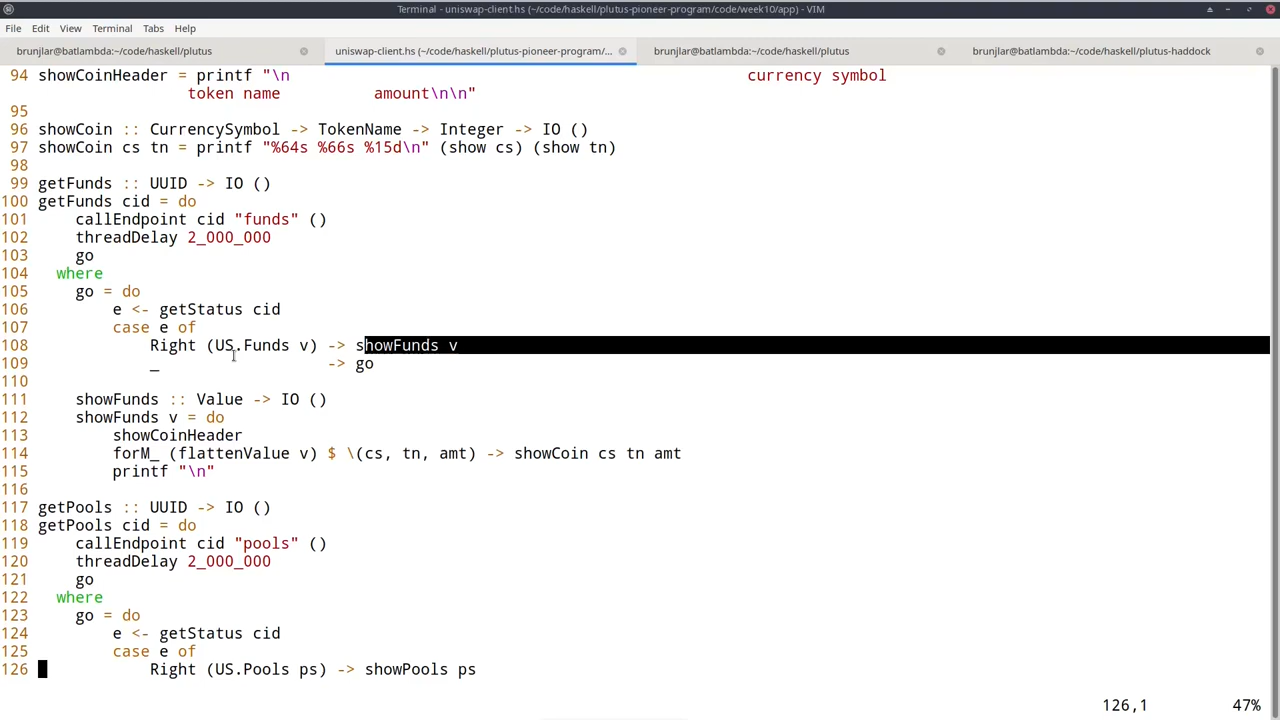 Terminal - uniswap-client.hs (~/code/haskell/plutus-pioneer-program/code/week10/app) - VIM
File Edit View Terminal Tabs Help
brunjlar@batlambda:~/code/haskell/plutus uniswap-client.hs (~/code/haskell/plutus-pioneer-program/... brunjlar@batlambda:~/code/haskell/plutus brunjlar@batlambda:~/code/haskell/plutus-haddock
94 showCoinHeader = printf "\n currency symbol
token name amount\n\n"
95
96 showCoin :: CurrencySymbol -> TokenName -> Integer -> IO ()
97 showCoin cs tn = printf "%64s %66s %15d\n" (show cs) (show tn)
98
99 getFunds :: UUID -> IO ()
100 getFunds cid = do
101     callEndpoint cid "funds" ()
102     threadDelay 2_000_000
103     go
104   where
105     go = do
106         e <- getStatus cid
107         case e of
108             Right (US.Funds v) -> showFunds v
109             _                  -> go
110
111     showFunds :: Value -> IO ()
112     showFunds v = do
113         showCoinHeader
114         forM_ (flattenValue v) $ \(cs, tn, amt) -> showCoin cs tn amt
115         printf "\n"
116
117 getPools :: UUID -> IO ()
118 getPools cid = do
119     callEndpoint cid "pools" ()
120     threadDelay 2_000_000
121     go
122   where
123     go = do
124         e <- getStatus cid
125         case e of
126             Right (US.Pools ps) -> showPools ps
126,1 47%